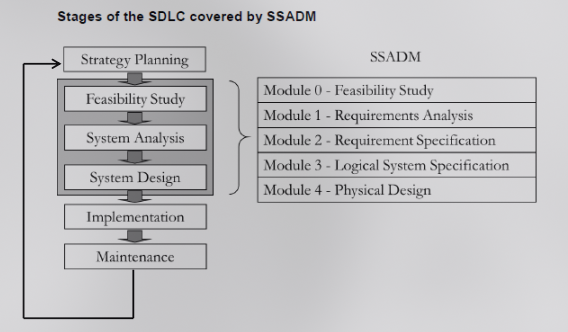 Stages of the SDLC covered by SSADM
Strategy Planning
Feasibility Study
System Analysis
System Design
Implementation
Maintenance
SSADM
Module 0 - Feasibility Study
Module 1 - Requirements Analysis
Module 2 - Requirement Specification
Module 3 - Logical System Specification
Module 4 - Physical Design